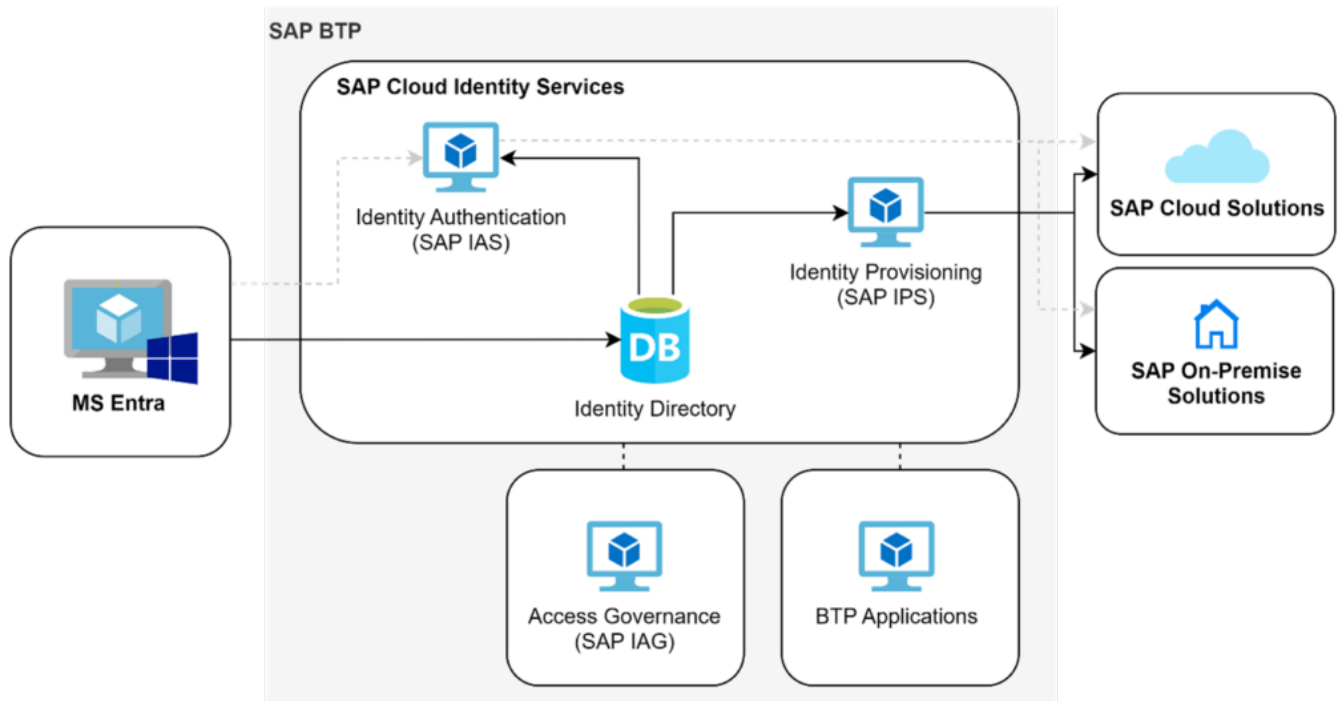 SAP BTP
SAP Cloud Identity Services
Identity Authentication
(SAP IAS)
SAP Cloud Solutions
Identity Provisioning
(SAP IPS)
DB
MS Entra
SAP On-Premise
Solutions
Identity Directory
Access Governance
(SAP IAG)
BTP Applications